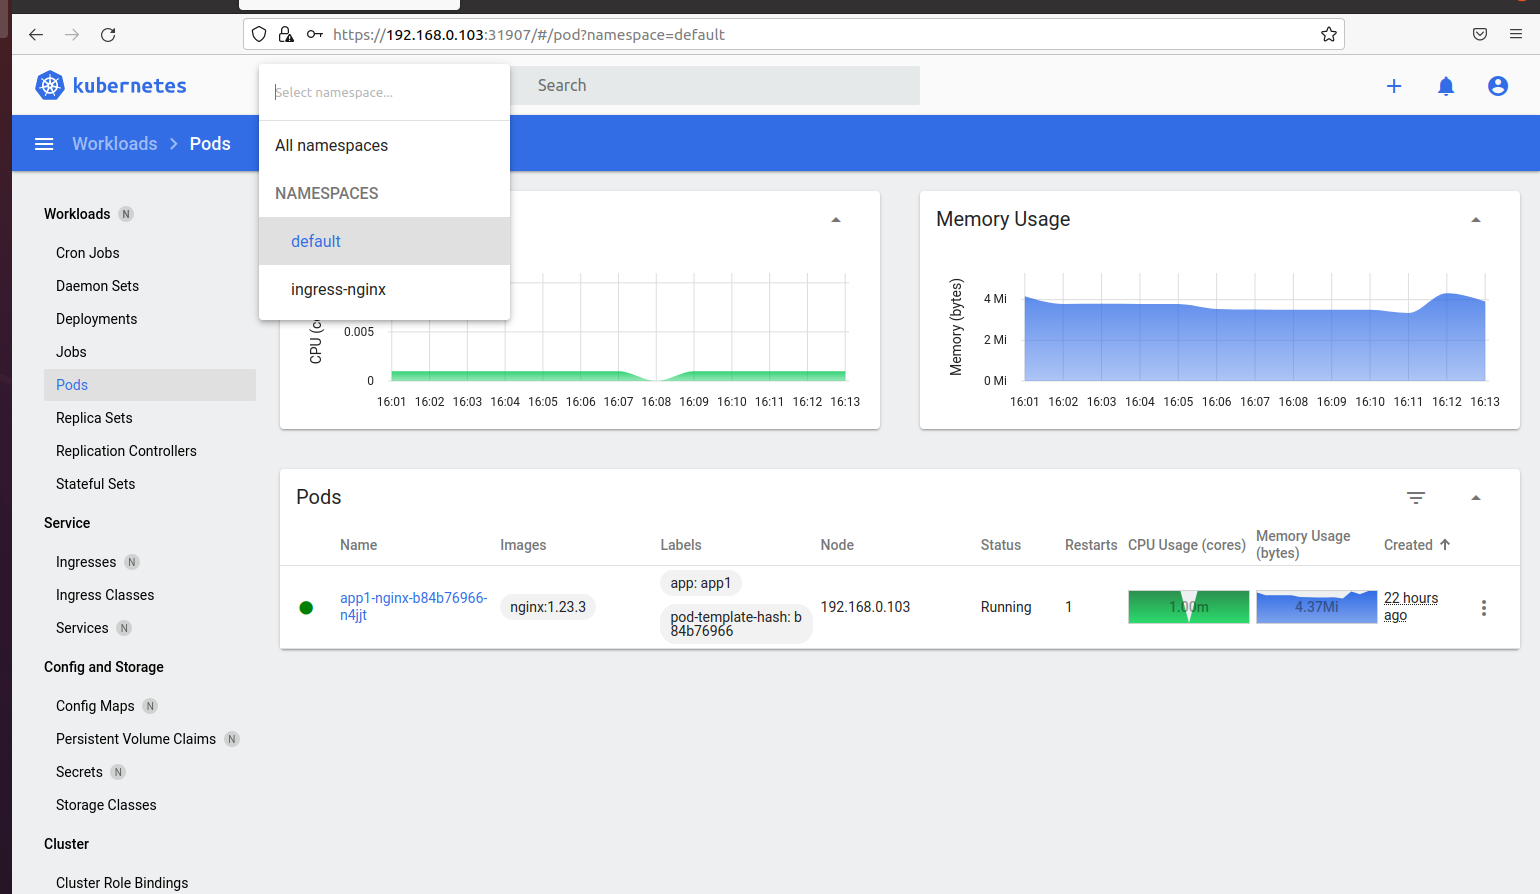 https://192.168.0.103:31907/#/pod?namespace=default
kubernetes
Select namespace...
Search
Workloads
Pods
All namespaces
NAMESPACES
default
ingress-nginx
Workloads N
Cron Jobs
Daemon Sets
Deployments
Jobs
Pods
Replica Sets
Replication Controllers
Stateful Sets
Service
Ingresses N
Ingress Classes
Services N
Config and Storage
Config Maps N
Persistent Volume Claims N
Secrets N
Storage Classes
Cluster
Cluster Role Bindings
CPU (c
0.005
0
16:01 16:02 16:03 16:04 16:05 16:06 16:07 16:08 16:09 16:10 16:11 16:12 16:13
Memory Usage
Memory (bytes)
4 Mi
2 Mi
0 Mi
16:01 16:02 16:03 16:04 16:05 16:06 16:07 16:08 16:09 16:10 16:11 16:12 16:13
Pods
Name Images Labels Node Status Restarts CPU Usage (cores) Memory Usage
(bytes) Created
app1-nginx-b84b76966-
n4jjt
nginx:1.23.3
app: app1
pod-template-hash: b
84b76966
192.168.0.103
Running
1
1.00m
4.37Mi
22 hours
ago